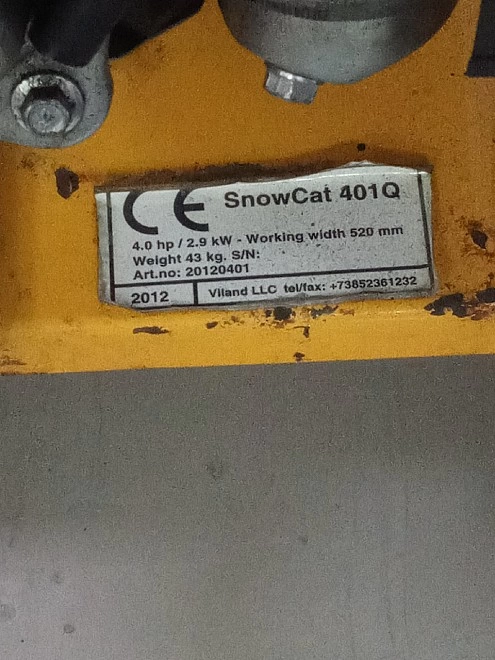 CE SnowCat 401Q
4.0 hp / 2.9 kW - Working width 520 mm
Weight 43 kg. S/N:
Art.no: 20120401
2012 Viland LLC tel/fax: +73852361232